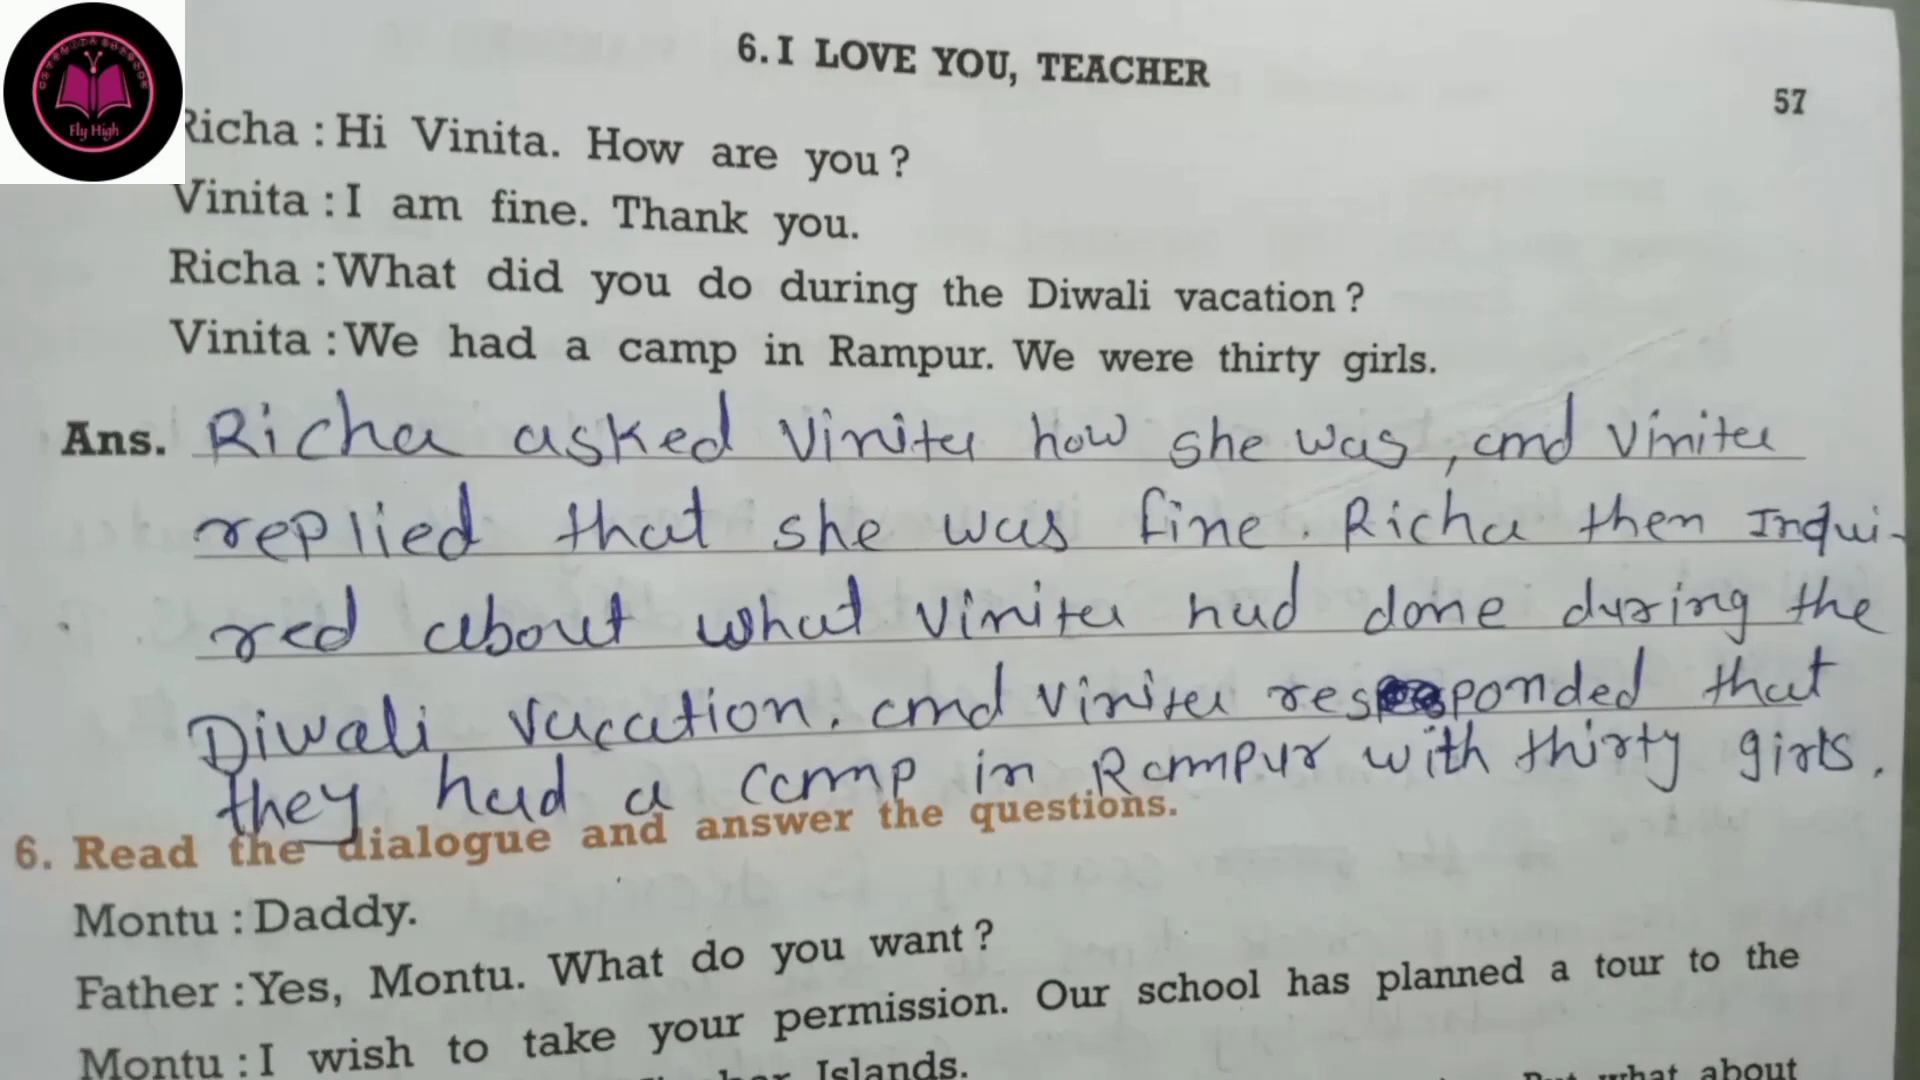 6. I LOVE YOU, TEACHER
57
Fly High
Richa : Hi Vinita. How are you ?
Vinita : I am fine. Thank you.
Richa : What did you do during the Diwali vacation ?
Vinita : We had a camp in Rampur. We were thirty girls.
Ans. Richa asked Vinita how she was, and Vinita
replied that she was fine. Richa then Inqui-
red about what Vinita had done during the
Diwali vacation. and Vinita responded that
they had a camp in Rampur with thirty girls.
6. Read the dialogue and answer the questions.
Montu : Daddy.
Father : Yes, Montu. What do you want ?
Montu : I wish to take your permission. Our school has planned a tour to the
Islands. But what about